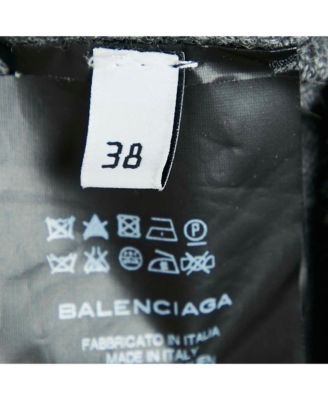 38
BALENCIAGA
FABBRICATO IN ITALIA
MADE IN ITALY